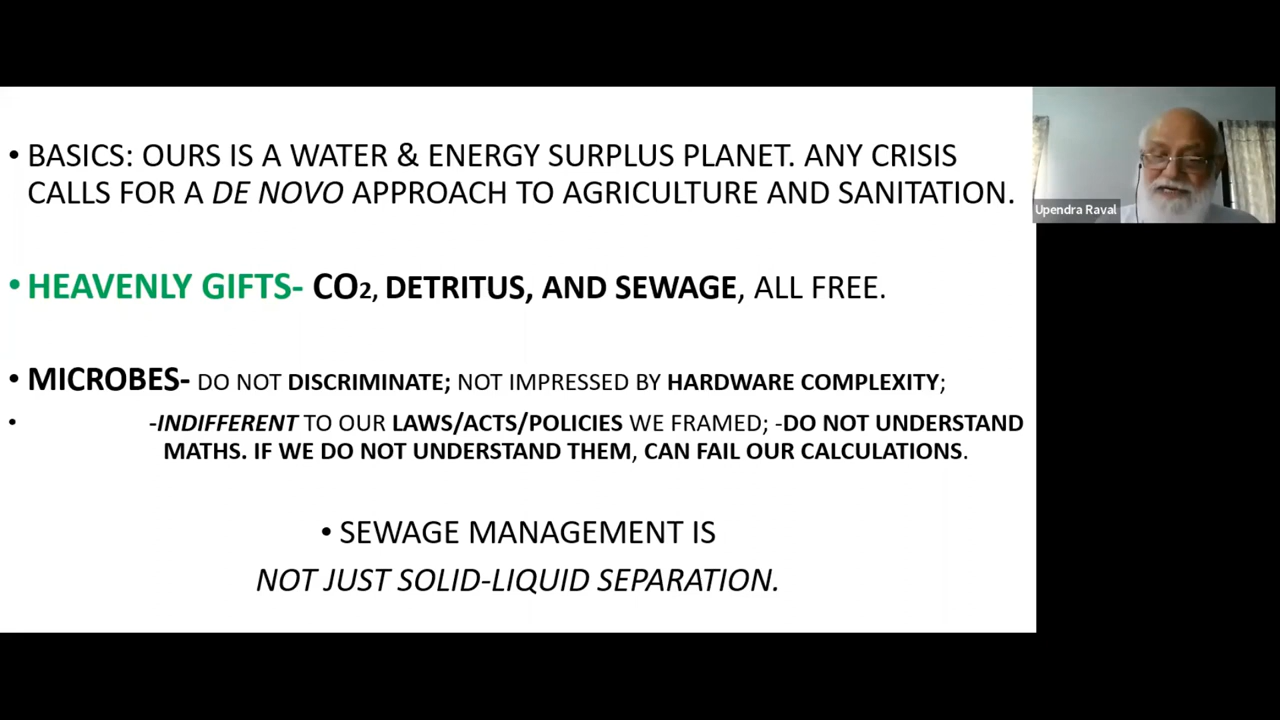 • BASICS: OURS IS A WATER & ENERGY SURPLUS PLANET. ANY CRISIS
CALLS FOR A DE NOVO APPROACH TO AGRICULTURE AND SANITATION.
Upendra Raval
• HEAVENLY GIFTS- CO2, DETRITUS, AND SEWAGE, ALL FREE.
• MICROBES- DO NOT DISCRIMINATE; NOT IMPRESSED BY HARDWARE COMPLEXITY;
• -INDIFFERENT TO OUR LAWS/ACTS/POLICIES WE FRAMED; -DO NOT UNDERSTAND
MATHS. IF WE DO NOT UNDERSTAND THEM, CAN FAIL OUR CALCULATIONS.
• SEWAGE MANAGEMENT IS
NOT JUST SOLID-LIQUID SEPARATION.